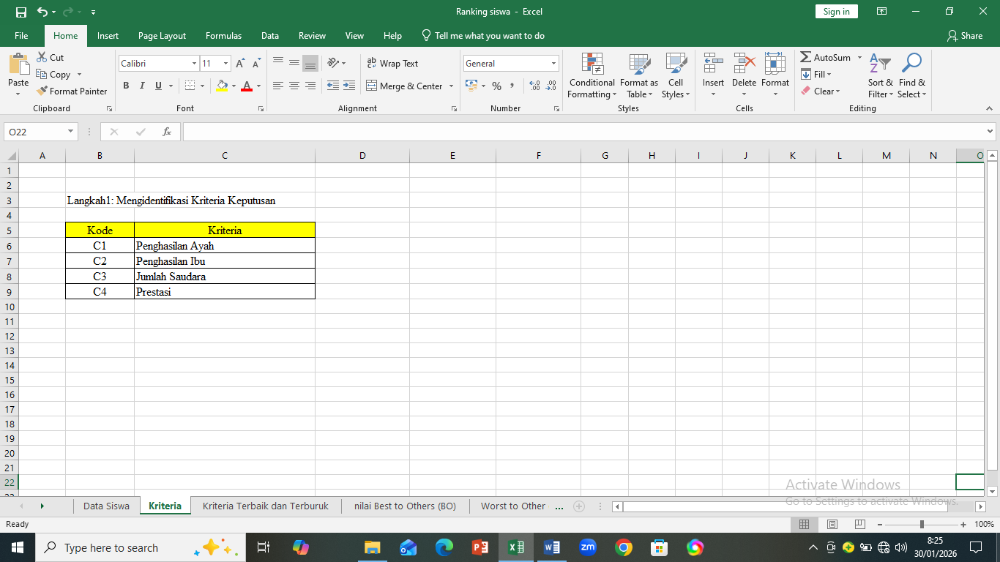 Ranking siswa - Excel
Sign in
File Home Insert Page Layout Formulas Data Review View Help Tell me what you want to do Share
Paste
Cut
Copy
Format Painter
Clipboard
Calibri 11
B I U
Font
Wrap Text
Merge & Center
Alignment
General
Number
Conditional Formatting
Format as Table
Cell Styles
Styles
Insert Delete Format
Cells
AutoSum
Fill
Clear
Sort & Filter
Find & Select
Editing
O22 fx
A B C D E F G H I J K L M N O
1
2
3 Langkah1: Mengidentifikasi Kriteria Keputusan
4
5 Kode Kriteria
6 C1 Penghasilan Ayah
7 C2 Penghasilan Ibu
8 C3 Jumlah Saudara
9 C4 Prestasi
10
11
12
13
14
15
16
17
18
19
20
21
22
Activate Windows
Go to Settings to activate Windows.
Data Siswa Kriteria Kriteria Terbaik dan Terburuk nilai Best to Others (BO) Worst to Other ...
Ready 100%
Type here to search
zm
8:25
30/01/2026